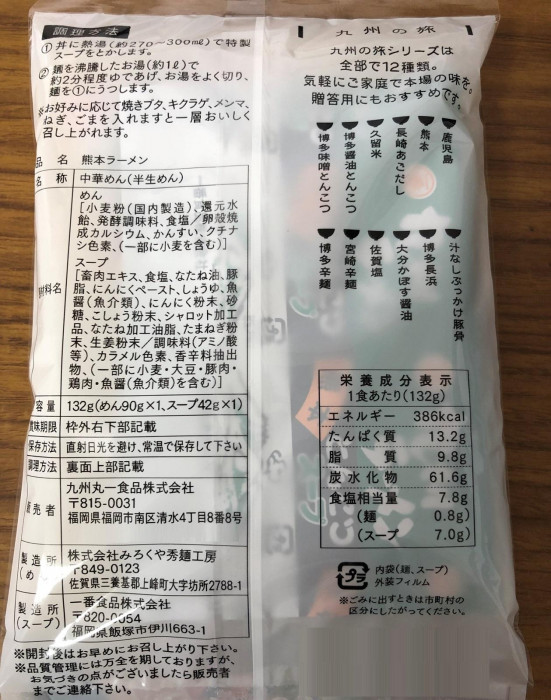 調理方法
①丼に熱湯(約270〜300㎖)で特製
スープをとかします。
②麺を沸騰したお湯(約1ℓ)で
約2分程度ゆであげ、お湯をよく切り、
麺を①にうつします。
※お好みに応じて焼きブタ、キクラゲ、メンマ、
ねぎ、ごまを入れますと一層おいしく
召し上がれます。
品 名 熊本ラーメン
名 称 中華めん(半生めん)
材料名
めん
[小麦粉(国内製造)、還元水
飴、発酵調味料、食塩/卵殻焼
成カルシウム、かんすい、クチナ
シ色素、(一部に小麦を含む)]
スープ
[畜肉エキス、食塩、なたね油、豚
脂、にんにくペースト、しょうゆ、魚
醤(魚介類)、にんにく粉末、砂
糖、こしょう粉末、シャロット加工
品、なたね加工油脂、たまねぎ粉
末、生姜粉末/調味料(アミノ酸
等)、カラメル色素、香辛料抽出
物、(一部に小麦・大豆・豚肉・
鶏肉・魚醤(魚介類)を含む)]
容量 132g(めん90g×1、スープ42g×1)
賞味期限 枠外右下部記載
保存方法 直射日光を避け、常温で保存して下さい
調理方法 裏面上部記載
販売者
九州丸一食品株式会社
〒815-0031
福岡県福岡市南区清水4丁目8番8号
製造所
(めん)
株式会社みろくや秀麺工房
〒849-0123
佐賀県三養基郡上峰町大字坊所2788-1
製造所
(スープ)
一番食品株式会社
〒820-0054
福岡県飯塚市伊川663-1
※開封後はお早めにお召し上がり下さい。
※品質管理には万全を期しておりますが、
お気づきの点がございましたら販売者
までご連絡下さい。
九州の旅
九州の旅シリーズは
全部で12種類。
気軽にご家庭で本場の味を。
贈答用にもおすすめです。
鹿児島
熊本
長崎あごだし
久留米
博多醤油とんこつ
博多味噌とんこつ
汁なしぶっかけ豚骨
博多長浜
大分かぼす醤油
佐賀塩
宮崎辛麺
博多辛麺
栄養成分表示
1食あたり(132g)
エネルギー 386kcal
たんぱく質 13.2g
脂質 9.8g
炭水化物 61.6g
食塩相当量 7.8g
(麺 0.8g)
(スープ 7.0g)
プラ
内袋(麺、スープ)
外装フィルム
※ごみに出すときは市町村の
区分にしたがってください。